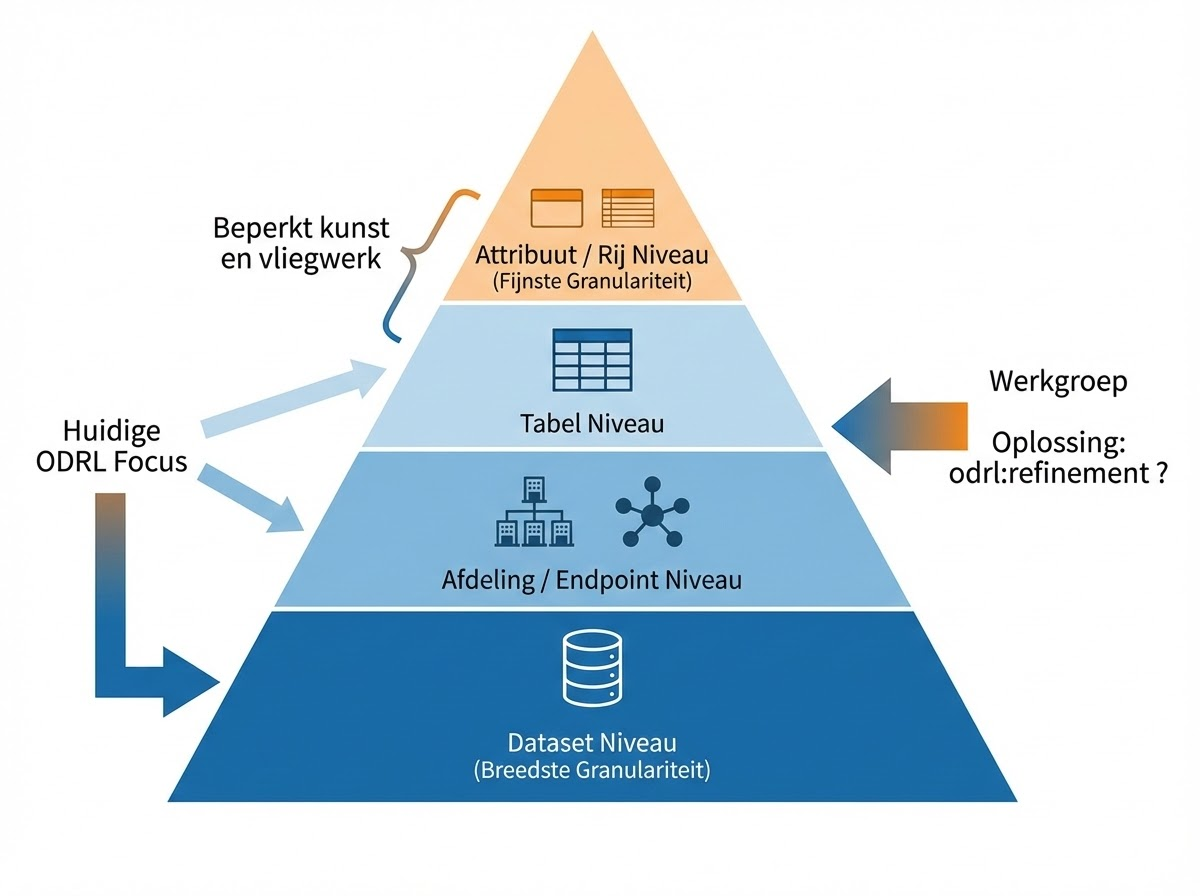 Beperkt kunst
en vliegwerk
Attribuut / Rij Niveau
(Fijnste Granulariteit)
Tabel Niveau
Huidige
ODRL Focus
Werkgroep
Oplossing:
odrl:refinement ?
Afdeling / Endpoint Niveau
Dataset Niveau
(Breedste Granulariteit)